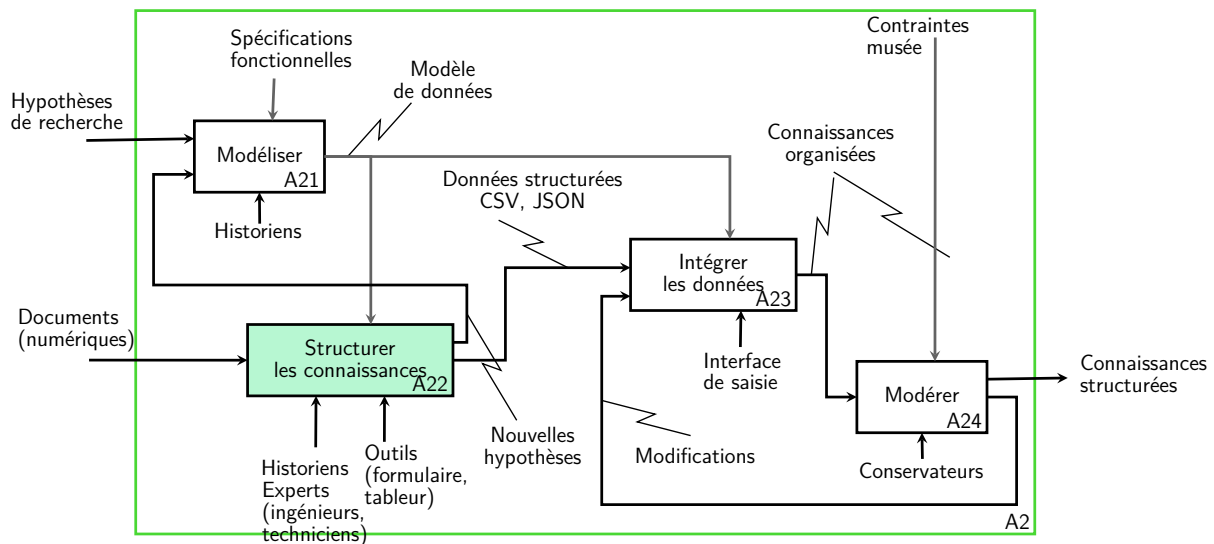 Contraintes
musée
Spécifications
fonctionnelles
Modèle
de données
Hypothèses
de recherche
Modéliser
A21
Historiens
Données structurées
CSV, JSON
Connaissances
organisées
Intégrer
les données
A23
Interface
de saisie
Documents
(numériques)
Structurer
les connaissances
A22
Connaissances
structurées
Modérer
A24
Conservateurs
Nouvelles
hypothèses
Modifications
Outils
(formulaire,
tableur)
Historiens
Experts
(ingénieurs,
techniciens)
A2